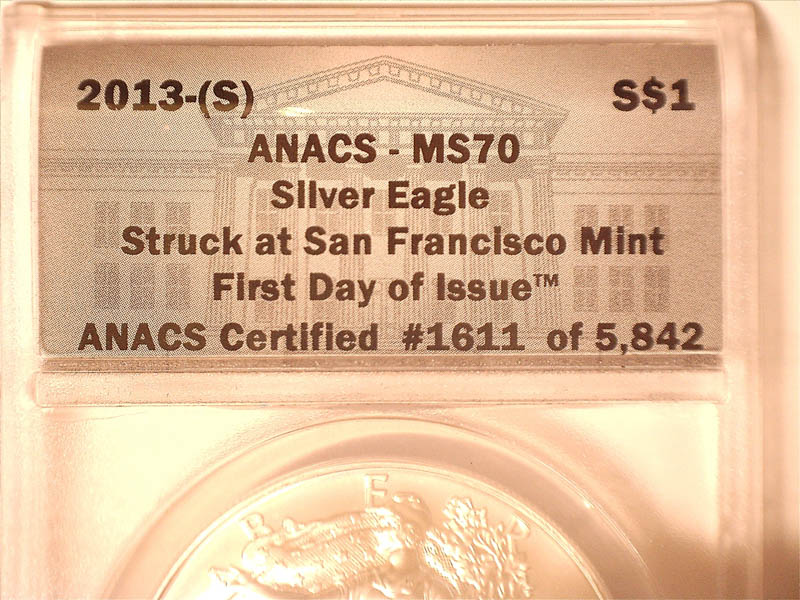 2013-(S) S$1
ANACS - MS70
Silver Eagle
Struck at San Francisco Mint
First Day of Issue™
ANACS Certified #1611 of 5,842